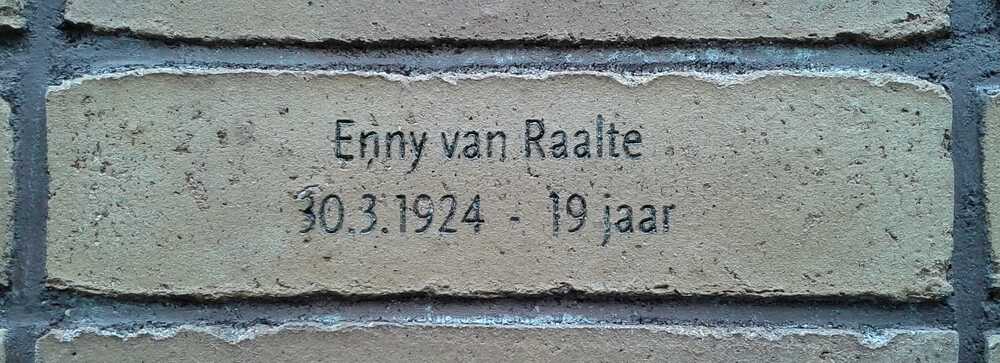 Enny van Raalte
30.3.1924 - 19 jaar